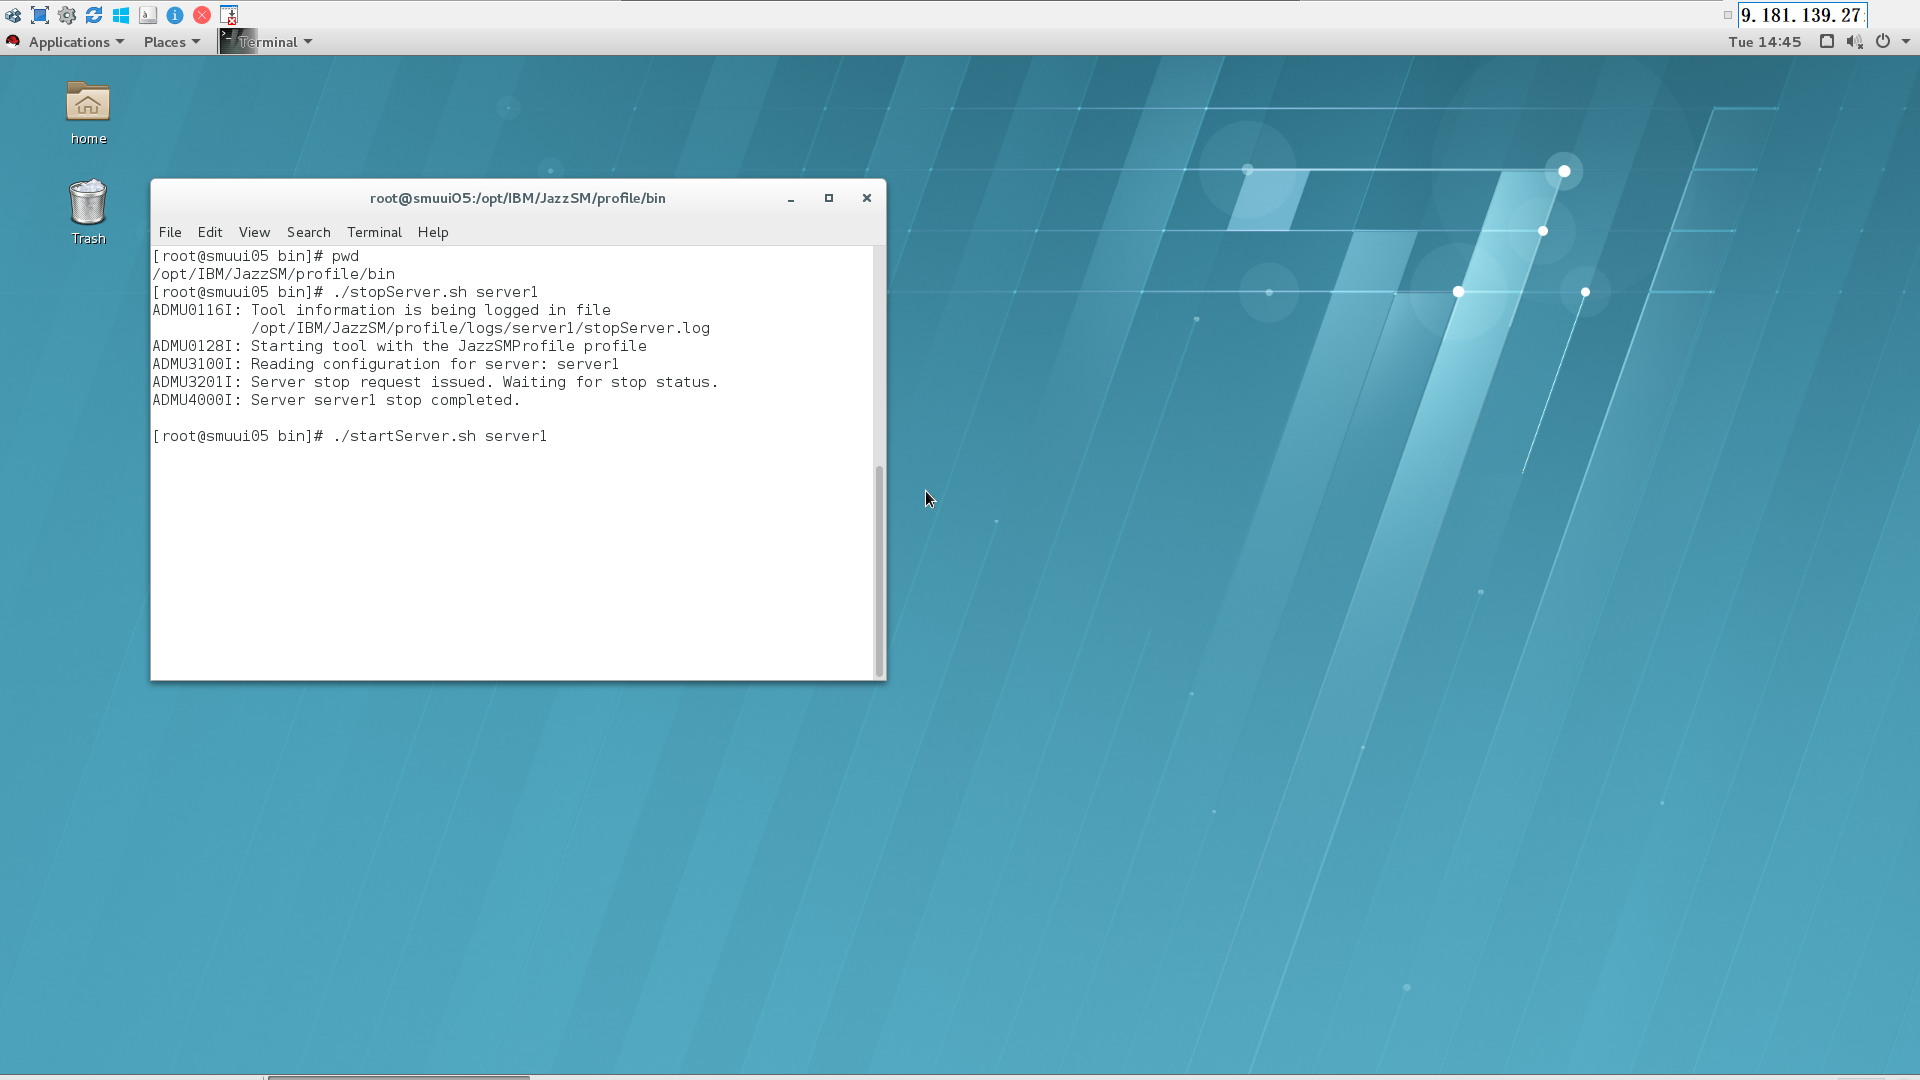 9.181.139.27:
Applications
Places
Terminal
Tue 14:45
home
Trash
root@smuui05:/opt/IBM/JazzSM/profile/bin
File Edit View Search Terminal Help
[root@smuui05 bin]# pwd
/opt/IBM/JazzSM/profile/bin
[root@smuui05 bin]# ./stopServer.sh server1
ADMU0116I: Tool information is being logged in file
/opt/IBM/JazzSM/profile/logs/server1/stopServer.log
ADMU0128I: Starting tool with the JazzSMProfile profile
ADMU3100I: Reading configuration for server: server1
ADMU3201I: Server stop request issued. Waiting for stop status.
ADMU4000I: Server server1 stop completed.
[root@smuui05 bin]# ./startServer.sh server1